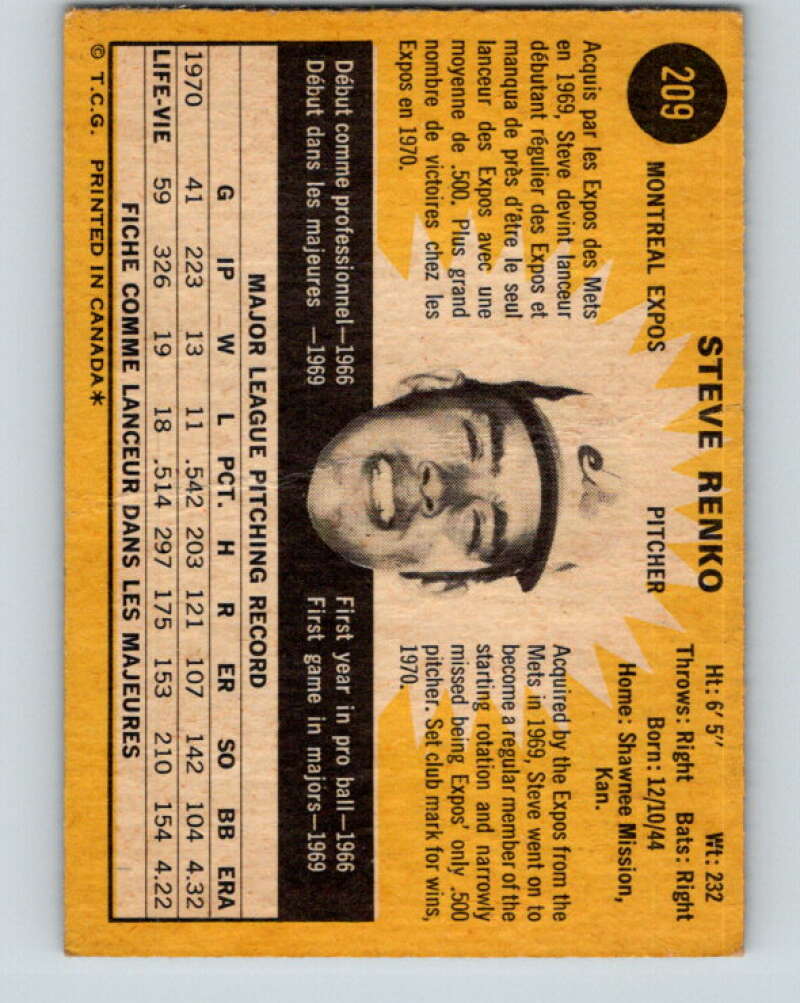 209
STEVE RENKO
MONTREAL EXPOS
PITCHER
Ht: 6' 5" Wt: 232
Throws: Right Bats: Right
Born: 12/10/44
Home: Shawnee Mission,
Kan.
Acquis par les Expos des Mets
en 1969, Steve devint lanceur
débutant régulier des Expos et
manqua de près d'être le seul
lanceur des Expos avec une
moyenne de .500. Plus grand
nombre de victoires chez les
Expos en 1970.
e
Acquired by the Expos from the
Mets in 1969, Steve went on to
become a regular member of the
starting rotation and narrowly
missed being Expos' only .500
pitcher. Set club mark for wins,
1970.
Début comme professionnel—1966
Début dans les majeures —1969
First year in pro ball—1966
First game in majors—1969
MAJOR LEAGUE PITCHING RECORD
G IP W L PCT. H R ER SO BB ERA
1970 41 223 13 11 .542 203 121 107 142 104 4.32
LIFE-VIE 59 326 19 18 .514 297 175 153 210 154 4.22
FICHE COMME LANCEUR DANS LES MAJEURES
© T.C.G. PRINTED IN CANADA*